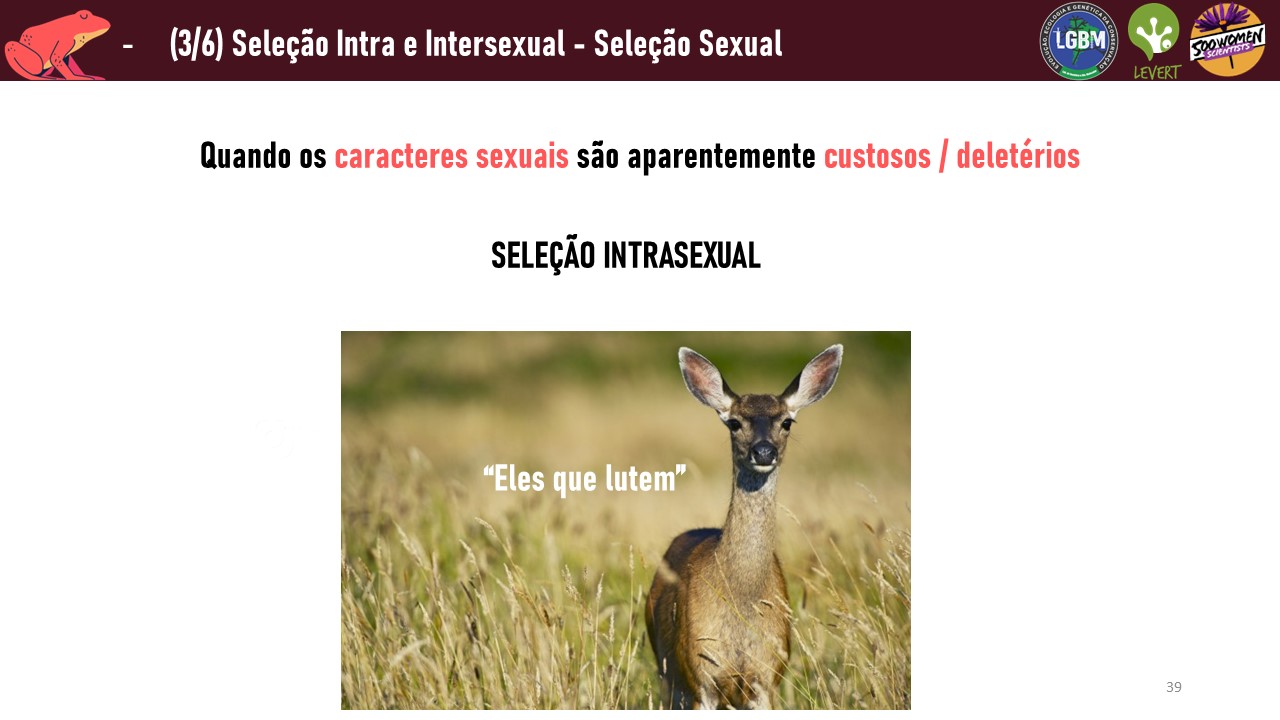 - (3/6) Seleção Intra e Intersexual - Seleção Sexual
EVOLUÇÃO, ECOLOGIA E GENÉTICA DA CONSERVAÇÃO
LGBM
LEVERT
500 WOMEN
SCIENTISTS
Quando os caracteres sexuais são aparentemente custosos / deletérios
SELEÇÃO INTRASEXUAL
“Eles que lutem”
39